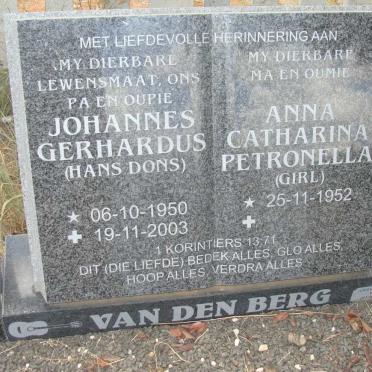 MET LIEFDEVOLLE HERINNERING AAN
MY DIERBARE
LEWENSMAAT, ONS
PA EN OUPIE
JOHANNES
GERHARDUS
(HANS DONS)
06-10-1950
19-11-2003
MY DIERBARE
MA EN OUMIE
ANNA
CATHARINA
PETRONELLA
(GIRL)
25-11-1952
1 KORINTIERS 13:71
DIT (DIE LIEFDE) BEDEK ALLES, GLO ALLES,
HOOP ALLES, VERDRA ALLES
VAN DEN BERG